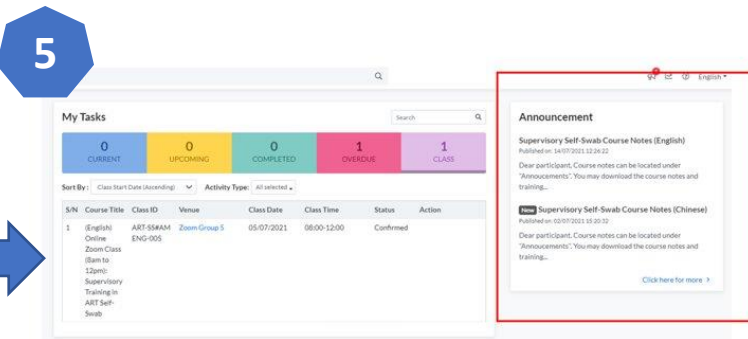 5
English
My Tasks
Search
0
CURRENT
0
UPCOMING
0
COMPLETED
1
OVERDUE
1
CLASS
Sort By : Class Start Date (Ascending) Activity Type: All selected
S/N Course Title Class ID Venue Class Date Class Time Status Action
1 (English) ART-SS#AM Zoom Group 5 05/07/2021 08:00-12:00 Confirmed
Online ENG-005
Zoom Class
(8am to
12pm):
Supervisory
Training in
ART Self-
Swab
Announcement
Supervisory Self-Swab Course Notes (English)
Published on: 14/07/2021 12:26:22
Dear participant, Course notes can be located under
"Announcements". You may download the course notes and
training...
New Supervisory Self-Swab Course Notes (Chinese)
Published on: 02/07/2021 15:20:32
Dear participant, Course notes can be located under
"Annoucements". You may download the course notes and
training...
Click here for more >